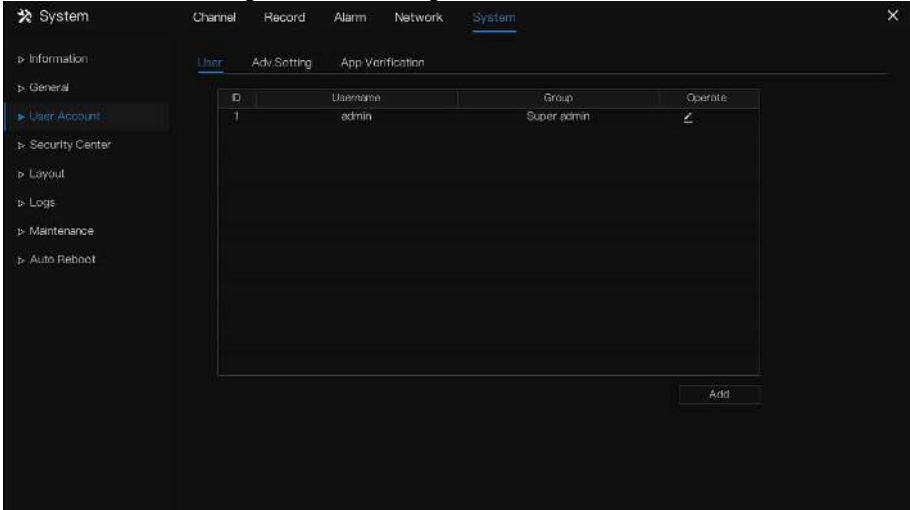 System Channel Record Alarm Network System
Information
General
User Account
Security Center
Layout
Logs
Maintenance
Auto Reboot
User Adv.Setting App Verification
ID Username Group Operate
1 admin Super admin
Add